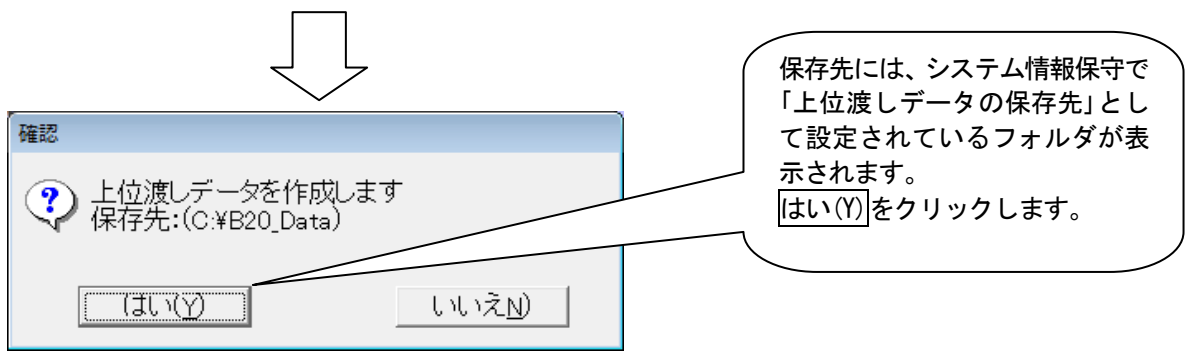 確認
上位渡しデータを作成します
保存先:(C:¥B20_Data)
はい(Y)
いいえN)
保存先には、システム情報保守で
「上位渡しデータの保存先」とし
て設定されているフォルダが表
示されます。
はい(Y)をクリックします。